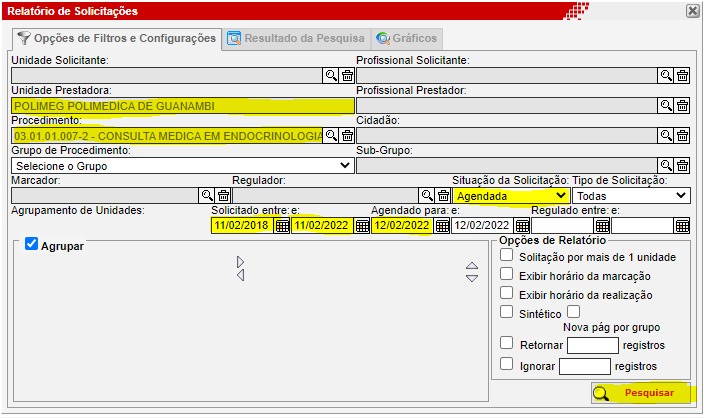 Relatório de Solicitações
Opções de Filtros e Configurações Resultado da Pesquisa Gráficos
Unidade Solicitante: Profissional Solicitante:
Unidade Prestadora: Profissional Prestador:
POLIMEG POLIMEDICA DE GUANAMBI
Procedimento: Cidadão:
03.01.01.007-2 - CONSULTA MEDICA EM ENDOCRINOLOGIA
Grupo de Procedimento: Sub-Grupo:
Selecione o Grupo
Marcador: Regulador: Situação da Solicitação: Tipo de Solicitação:
Agendada Todas
Agrupamento de Unidades: Solicitado entre: e: Agendado para: e: Regulado entre: e:
11/02/2018 11/02/2022 12/02/2022 12/02/2022
Agrupar Opções de Relatório
Solitação por mais de 1 unidade
Exibir horário da marcação
Exibir horário da realização
Sintético
Nova pág por grupo
Retornar registros
Ignorar registros
Pesquisar